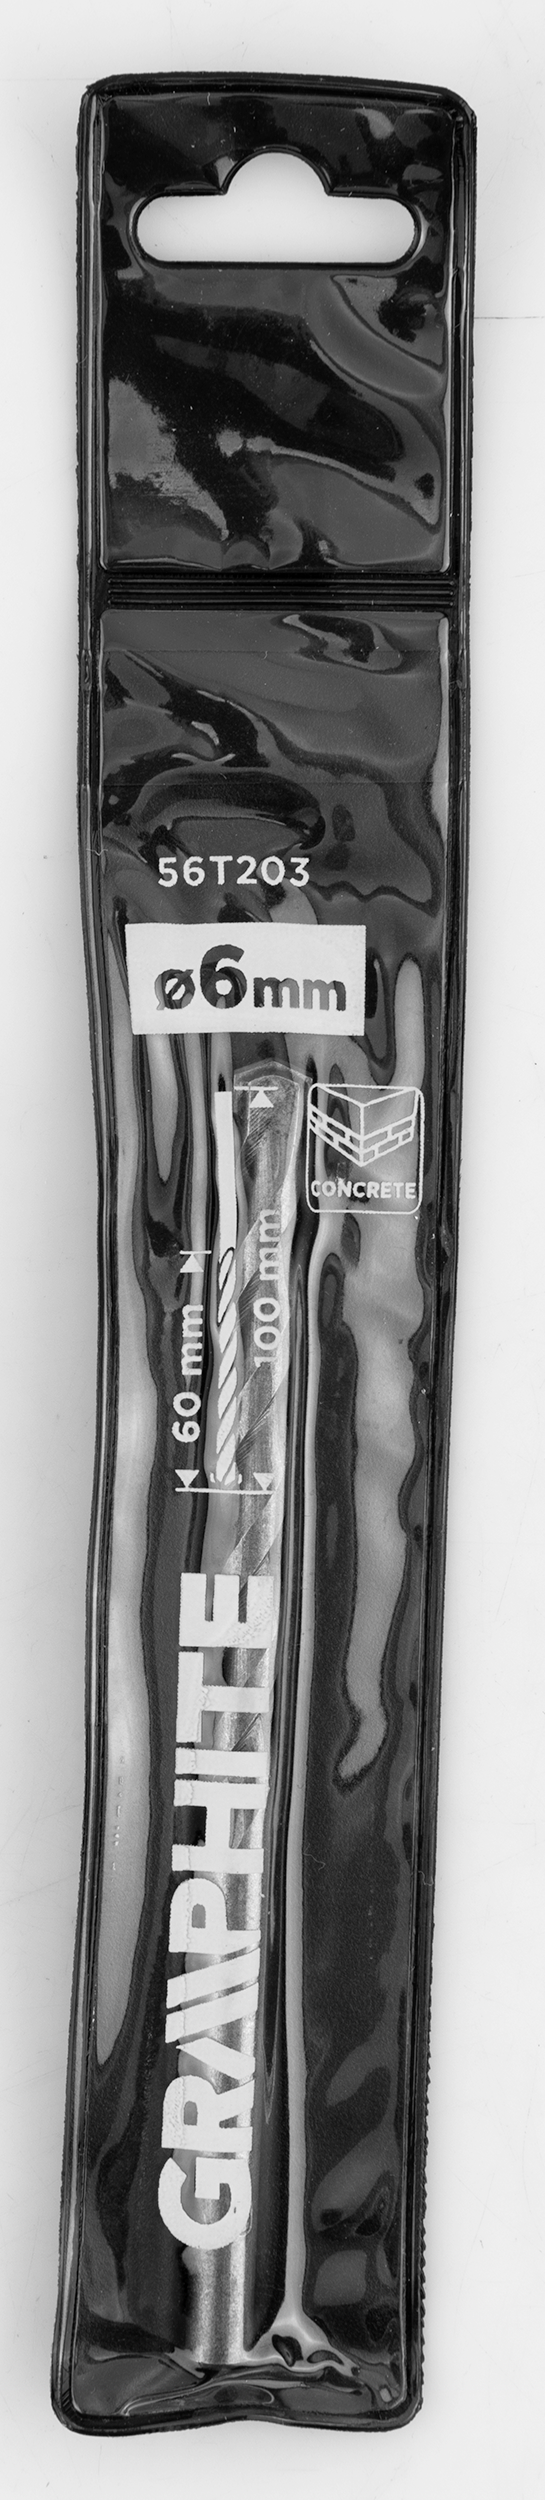 56T203
ø6mm
CONCRETE
60 mm
100 mm
GRAPHITE